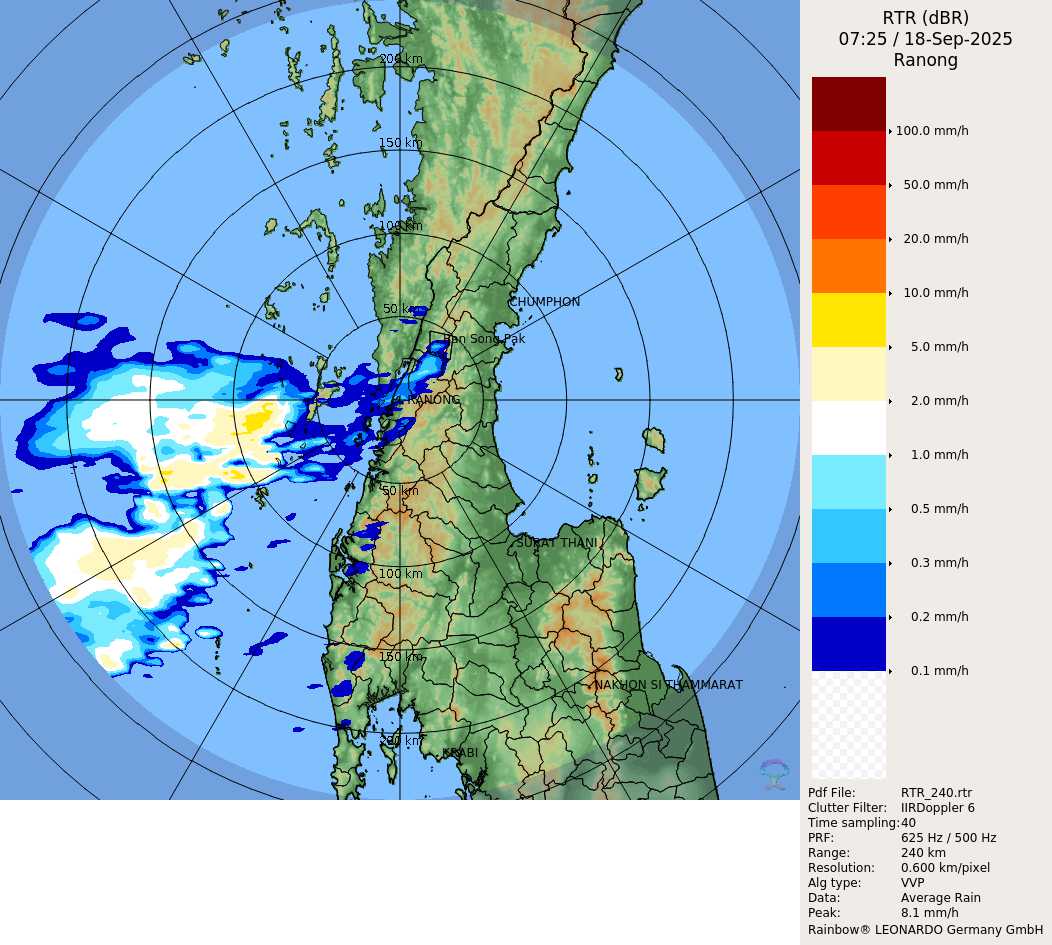 RTR (dBR)
07:25 / 18-Sep-2025
Ranong
200 km
150 km
100 km
50 km
CHUMPHON
Ban Song Pak
RANONG
50 km
SURAT THANI
100 km
150 km
NAKHON SI THAMMARAT
200 km
KRABI
100.0 mm/h
50.0 mm/h
20.0 mm/h
10.0 mm/h
5.0 mm/h
2.0 mm/h
1.0 mm/h
0.5 mm/h
0.3 mm/h
0.2 mm/h
0.1 mm/h
Pdf File: RTR_240.rtr
Clutter Filter: IIRDoppler 6
Time sampling:40
PRF: 625 Hz / 500 Hz
Range: 240 km
Resolution: 0.600 km/pixel
Alg type: VVP
Data: Average Rain
Peak: 8.1 mm/h
Rainbow® LEONARDO Germany GmbH